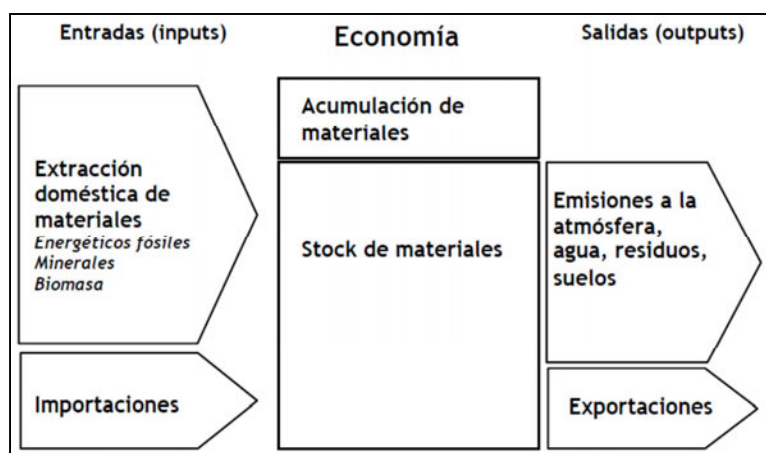 Entradas (inputs)
Economía
Salidas (outputs)
Extracción
doméstica de
materiales
Energéticos fósiles
Minerales
Biomasa
Importaciones
Acumulación de
materiales
Stock de materiales
Emisiones a la
atmósfera,
agua, residuos,
suelos
Exportaciones